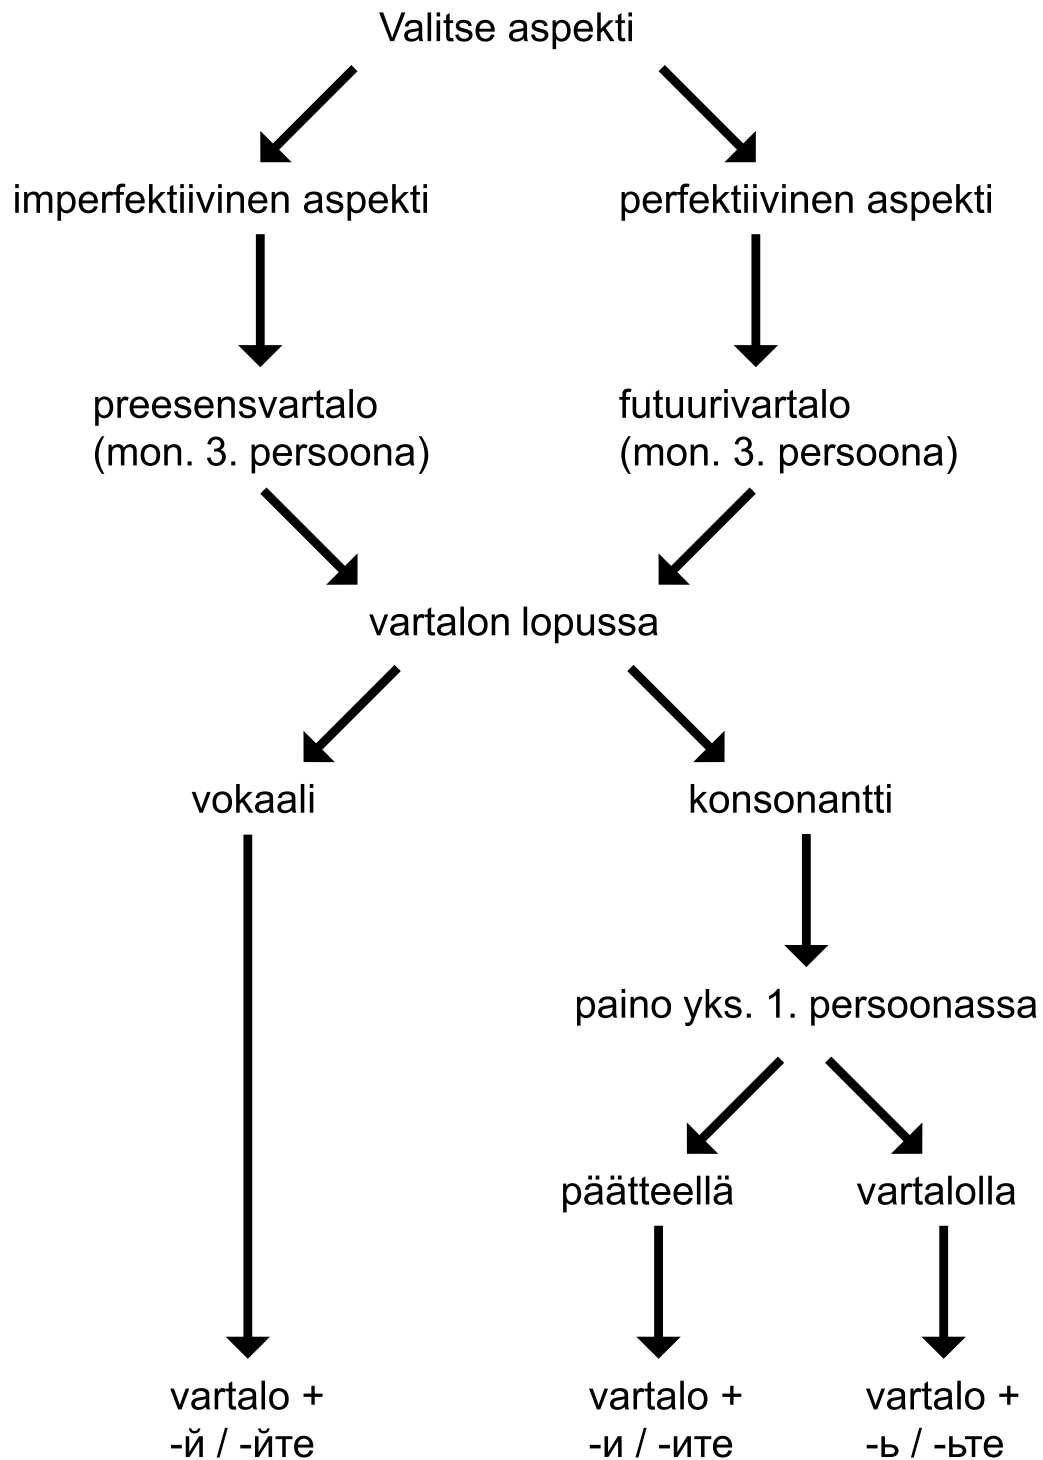 Valitse aspekti
imperfektiivinen aspekti
perfektiivinen aspekti
preesensvartalo
(mon. 3. persoona)
futuurivartalo
(mon. 3. persoona)
vartalon lopussa
vokaali
konsonantti
paino yks. 1. persoonassa
päätteellä
vartalolla
vartalo +
-й / -йте
vartalo +
-и / -ите
vartalo +
-ь / -ьте